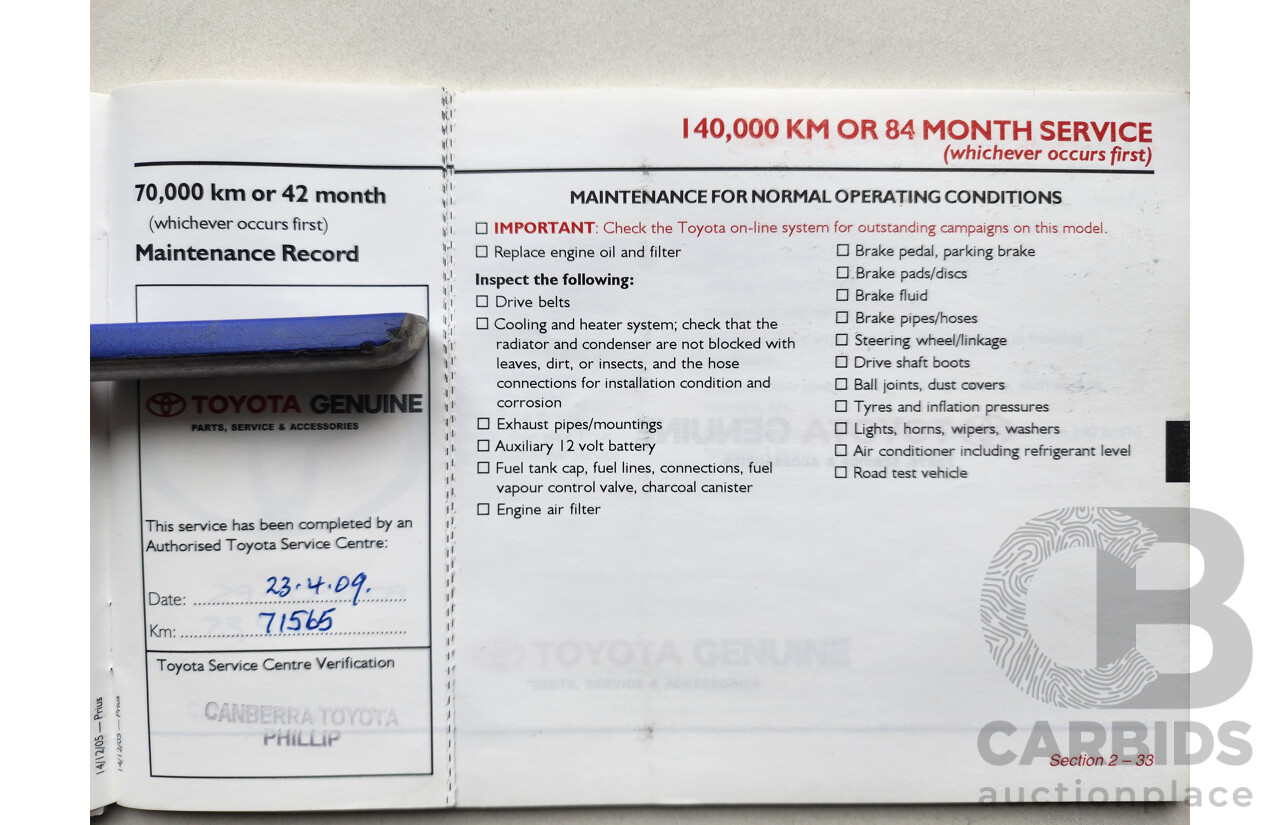 70,000 km or 42 month
(whichever occurs first)
Maintenance Record
TOYOTA GENUINE
PARTS, SERVICE & ACCESSORIES
This service has been completed by an
Authorised Toyota Service Centre:
Date: 23.4.09.
Km: 71565
Toyota Service Centre Verification
CANBERRA TOYOTA
PHILLIP
14/12/05 — Prius
14/12/05 — Prius
140,000 KM OR 84 MONTH SERVICE
(whichever occurs first)
MAINTENANCE FOR NORMAL OPERATING CONDITIONS
IMPORTANT: Check the Toyota on-line system for outstanding campaigns on this model.
Replace engine oil and filter
Inspect the following:
Drive belts
Cooling and heater system; check that the
radiator and condenser are not blocked with
leaves, dirt, or insects, and the hose
connections for installation condition and
corrosion
Exhaust pipes/mountings
Auxiliary 12 volt battery
Fuel tank cap, fuel lines, connections, fuel
vapour control valve, charcoal canister
Engine air filter
Brake pedal, parking brake
Brake pads/discs
Brake fluid
Brake pipes/hoses
Steering wheel/linkage
Drive shaft boots
Ball joints, dust covers
Tyres and inflation pressures
Lights, horns, wipers, washers
Air conditioner including refrigerant level
Road test vehicle
TOYOTA GENUINE
PARTS, SERVICE & ACCESSORIES
Section 2 – 33
CB
CARBIDS
auctionplace